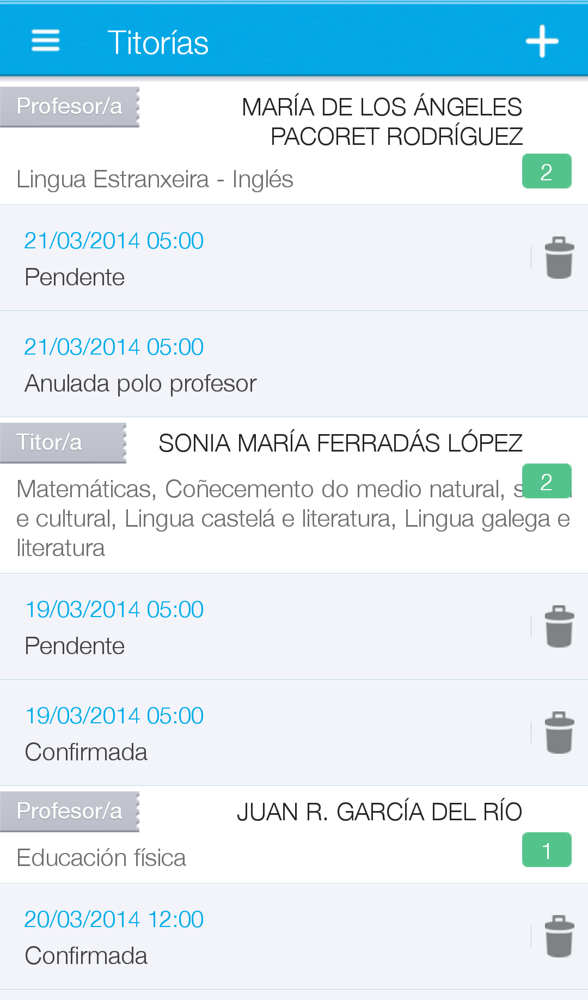 Titorías
Profesor/a
MARÍA DE LOS ÁNGELES
PACORET RODRÍGUEZ
Lingua Estranxeira - Inglés
2
21/03/2014 05:00
Pendente
21/03/2014 05:00
Anulada polo profesor
Titor/a
SONIA MARÍA FERRADÁS LÓPEZ
2
Matemáticas, Coñecemento do medio natural,
e cultural, Lingua castelá e literatura, Lingua galega e
literatura
19/03/2014 05:00
Pendente
19/03/2014 05:00
Confirmada
Profesor/a
JUAN R. GARCÍA DEL RÍO
Educación física
1
20/03/2014 12:00
Confirmada